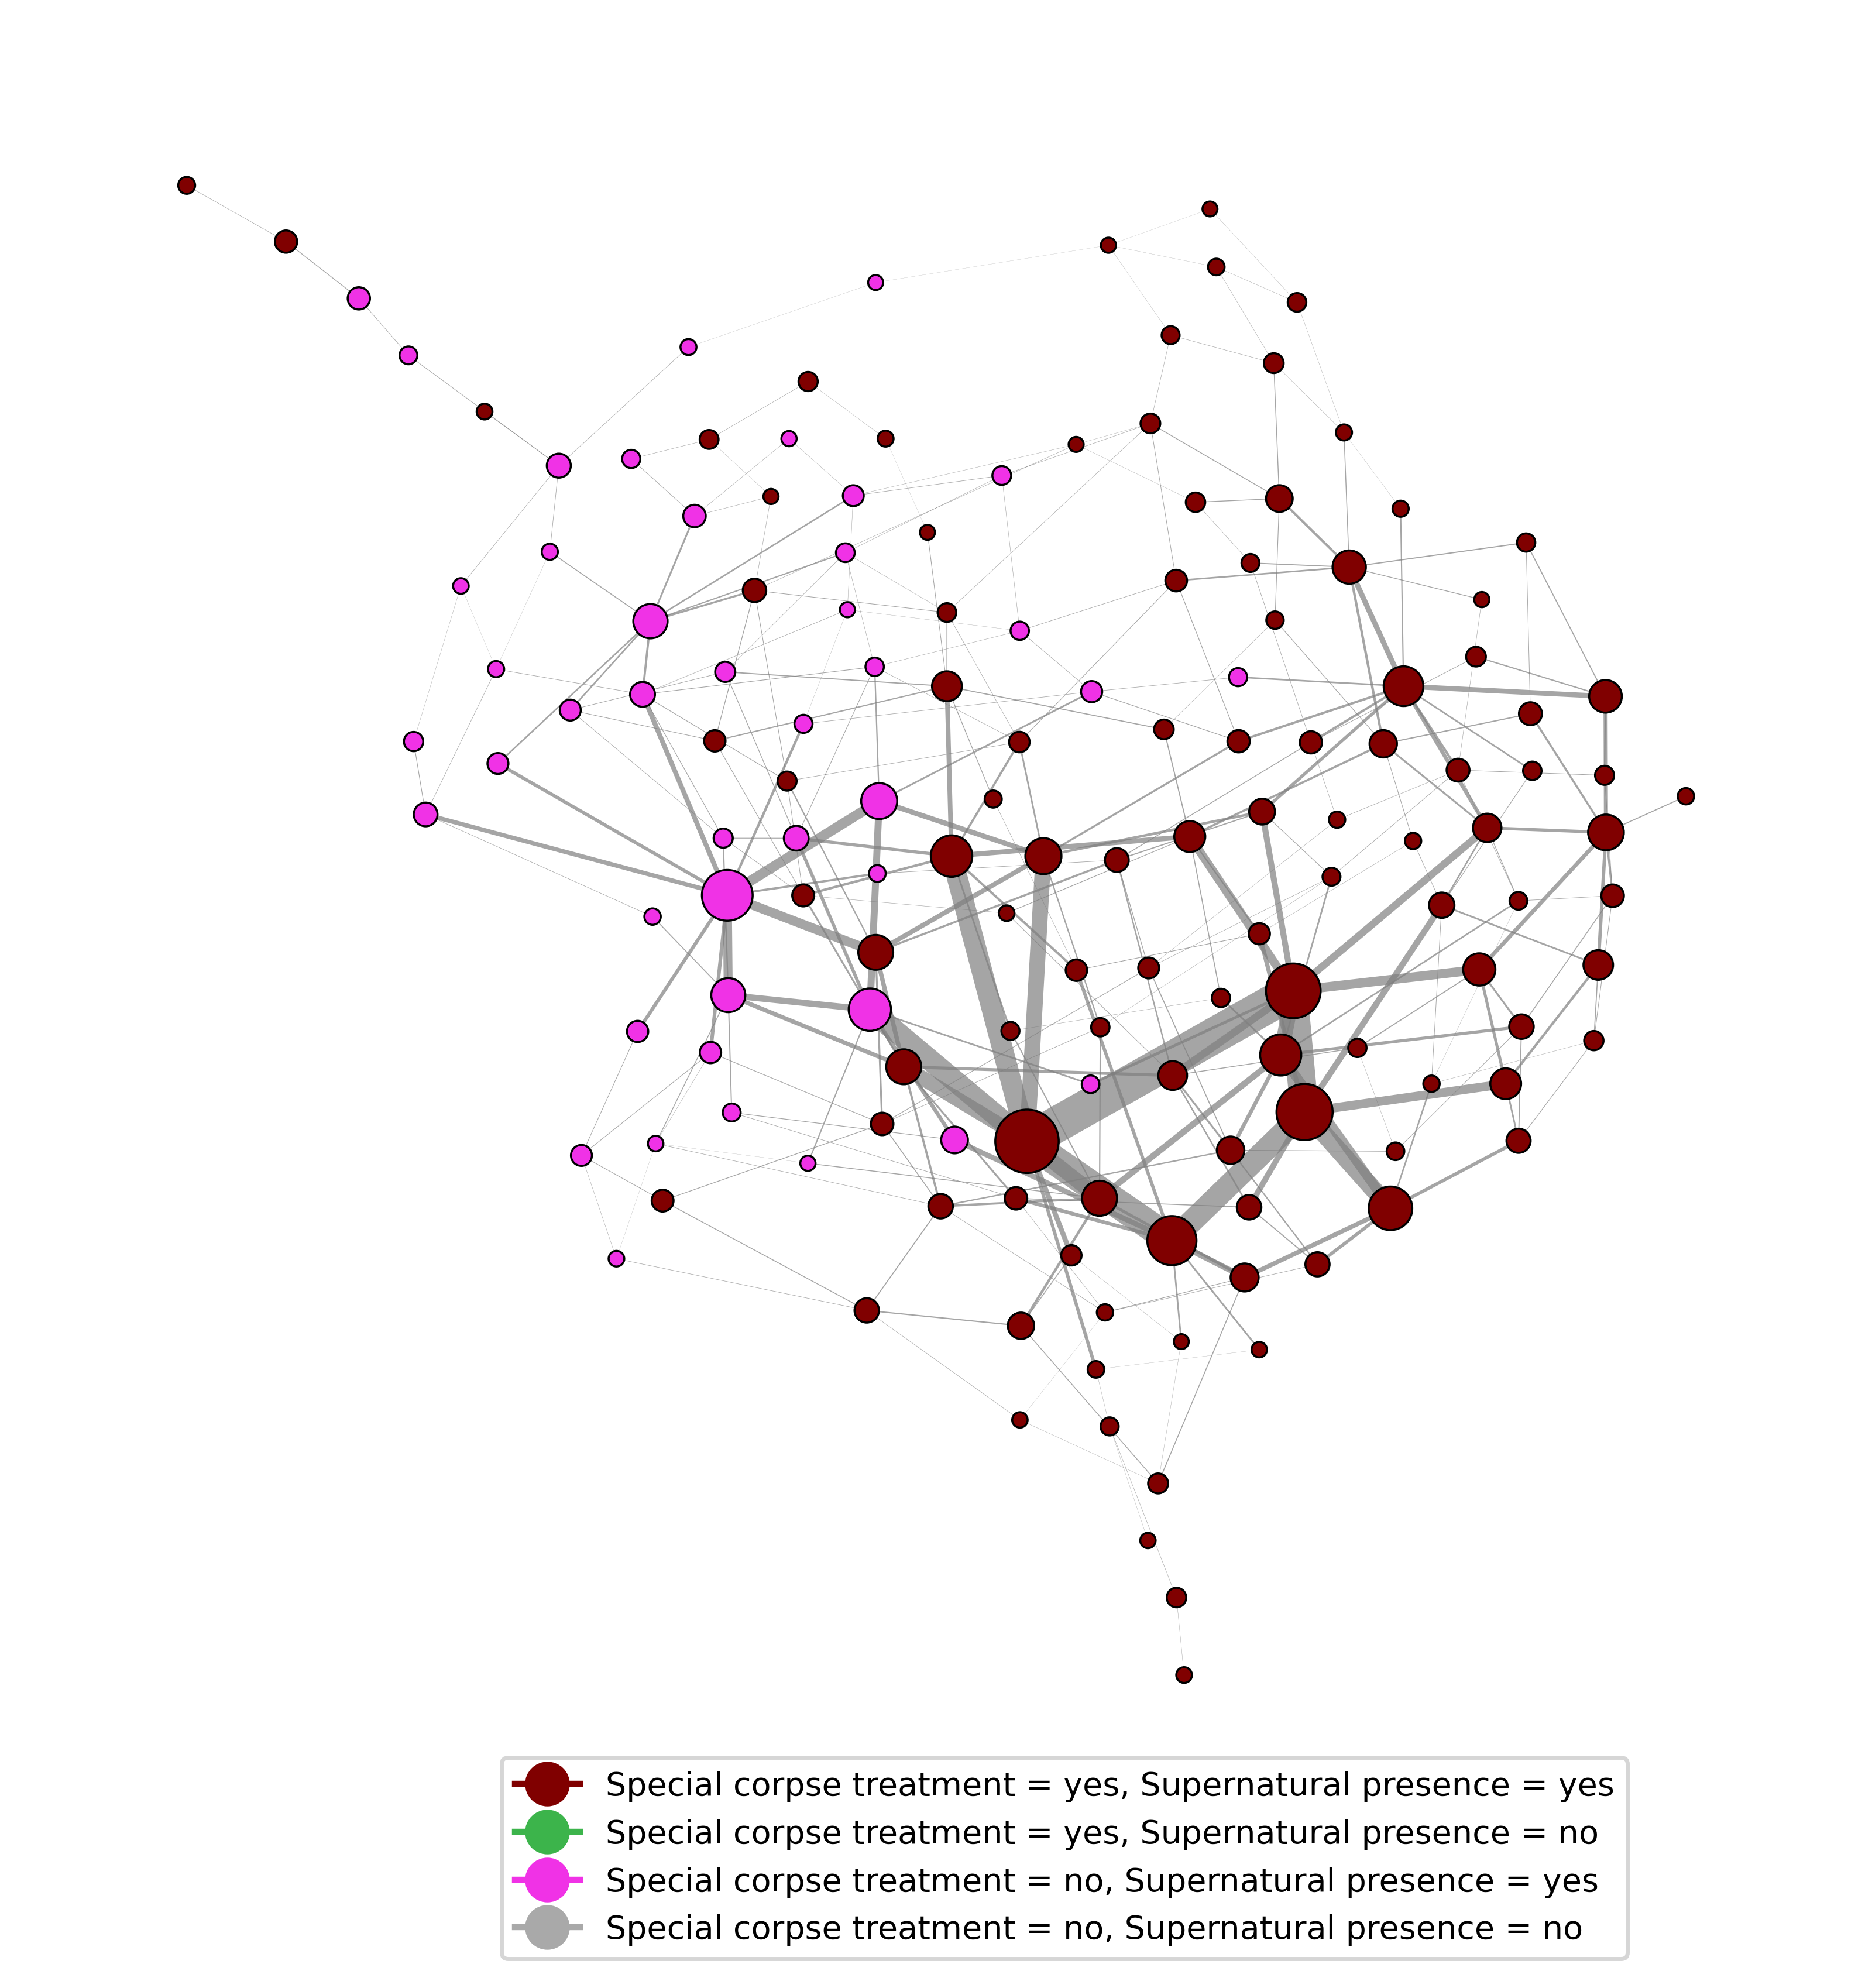 Special corpse treatment = yes, Supernatural presence = yes
Special corpse treatment = yes, Supernatural presence = no
Special corpse treatment = no, Supernatural presence = yes
Special corpse treatment = no, Supernatural presence = no